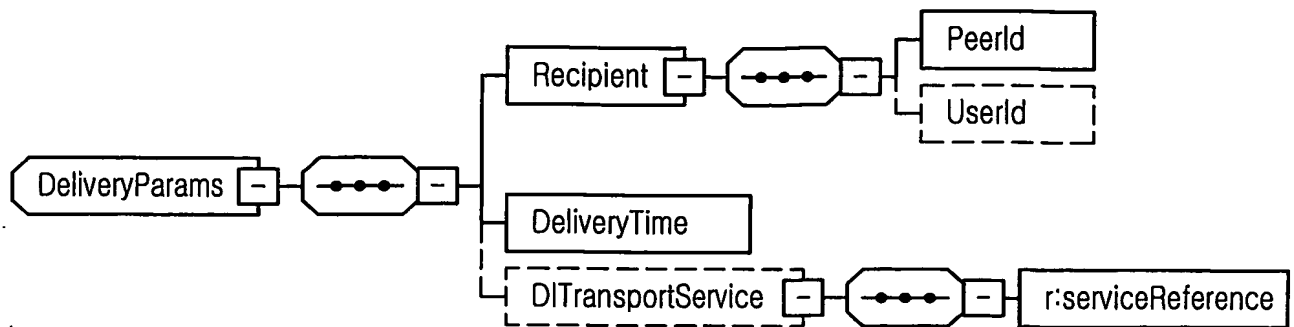 PeerId
Recipient
UserId
DeliveryParams
DeliveryTime
DITransportService
r:serviceReference